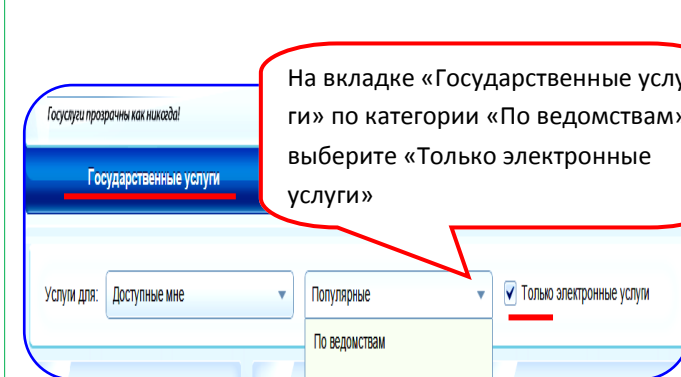 На вкладке «Государственные услу
ги» по категории «По ведомствам»
выберите «Только электронные
услуги»
Госуслуги прозрачны как никогда!
Государственные услуги
Услуги для: Доступные мне Популярные Только электронные услуги
По ведомствам